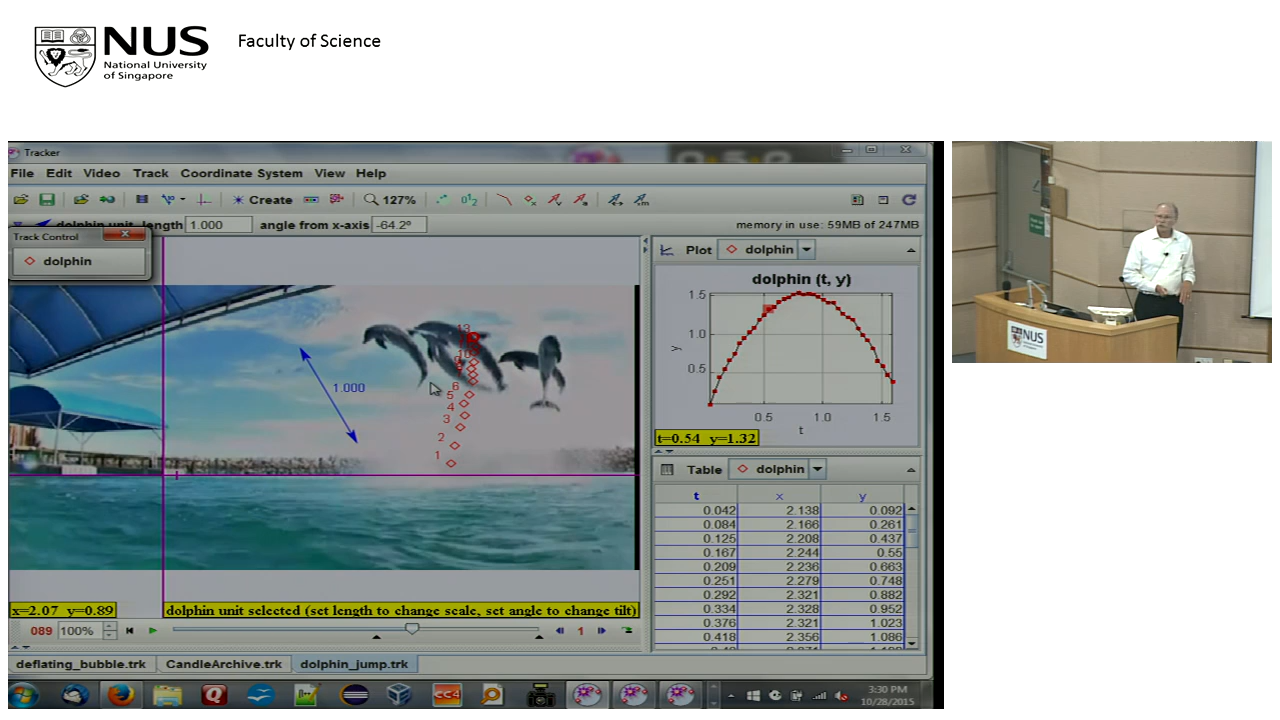 NUS
National University
of Singapore
Faculty of Science
Tracker
File Edit Video Track Coordinate System View Help
Create 127%
dolphin unit length 1.000 angle from x-axis -64.2º memory in use: 59MB of 247MB
Track Control
dolphin
Plot dolphin
dolphin (t, y)
1.5
1.0
0.5
y
0.5 1.0 1.5
t
t=0.54 y=1.32
1.000
13
6
5
4
3
2
1
Table dolphin
t x y
0.042 2.138 0.092
0.084 2.166 0.261
0.125 2.208 0.437
0.167 2.244 0.55
0.209 2.236 0.663
0.251 2.279 0.748
0.292 2.321 0.882
0.334 2.328 0.952
0.376 2.321 1.023
0.418 2.356 1.086
x=2.07 y=0.89
dolphin unit selected (set length to change scale, set angle to change tilt)
089 100% 1
deflating_bubble.trk CandleArchive.trk dolphin_jump.trk
CC4
3:30 PM
10/28/2015
NUS